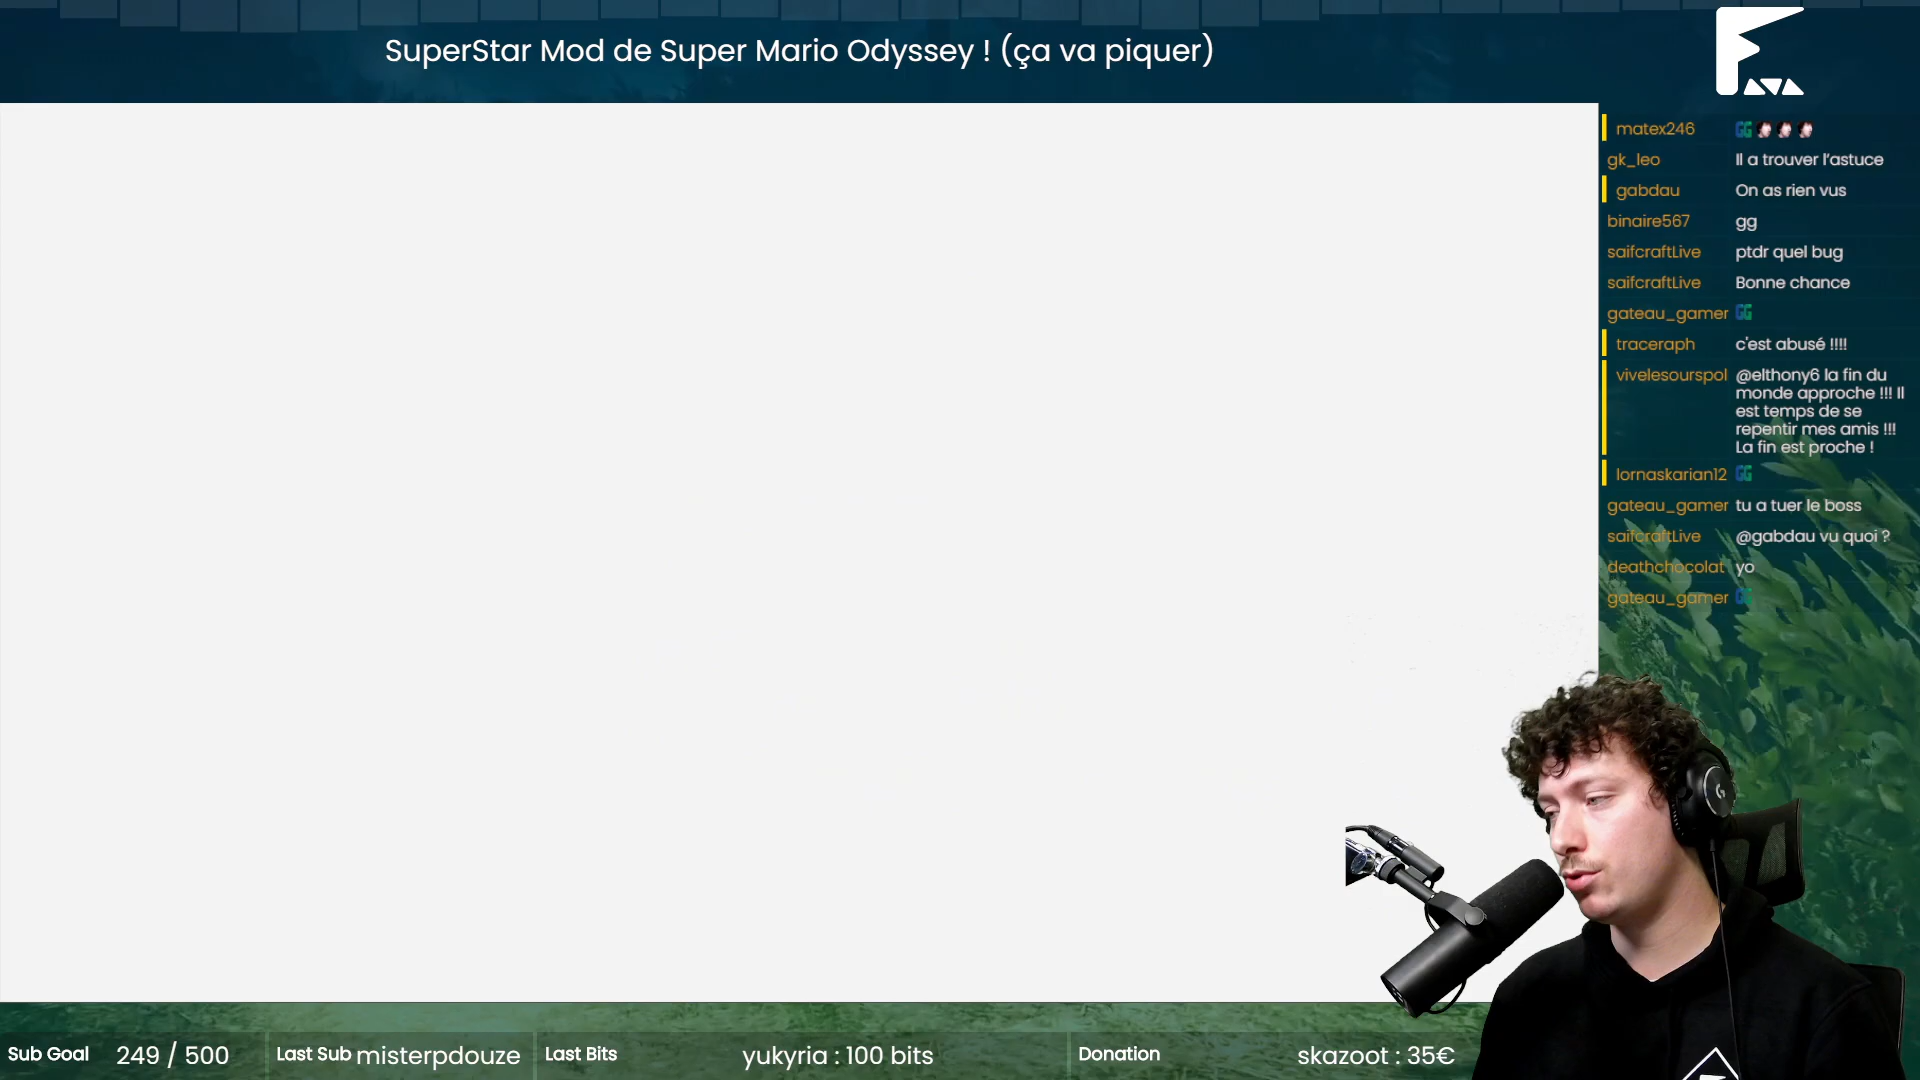 SuperStar Mod de Super Mario Odyssey ! (ça va piquer)
matex246 GG
gk_leo Il a trouver l'astuce
gabdau On as rien vus
binaire567 gg
saifcraftLive ptdr quel bug
saifcraftLive Bonne chance
gateau_gamer GG
traceraph c'est abusé !!!!
vivelesourspol @elthony6 la fin du
monde approche !!! Il
est temps de se
repentir mes amis !!!
La fin est proche !
lornaskarian12 GG
gateau_gamer tu a tuer le boss
saifcraftLive @gabdau vu quoi ?
deathchocolat yo
gateau_gamer GG
Sub Goal 249 / 500 Last Sub misterpdouze Last Bits yukyria : 100 bits Donation skazoot : 35€